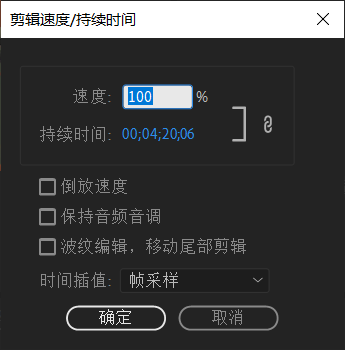 剪辑速度/持续时间
速度: 100 %
持续时间: 00;04;20;06
倒放速度
保持音频音调
波纹编辑，移动尾部剪辑
时间插值: 帧采样
确定 取消